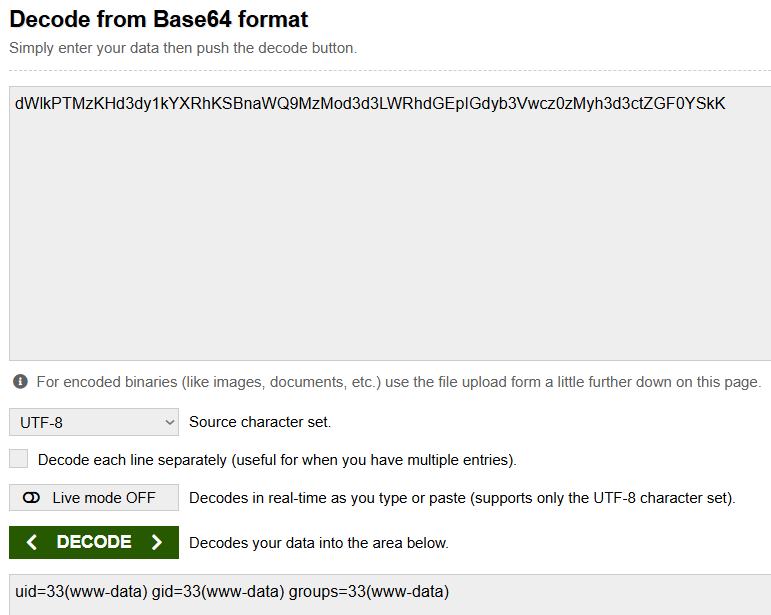 Decode from Base64 format
Simply enter your data then push the decode button.
dWlkPTMzKHd3dy1kYXRhKSBnaWQ9MzMod3d3LWRhdGEpIGdyb3Vwcz0zMyh3d3ctZGF0YSkK
For encoded binaries (like images, documents, etc.) use the file upload form a little further down on this page.
UTF-8 Source character set.
Decode each line separately (useful for when you have multiple entries).
Live mode OFF Decodes in real-time as you type or paste (supports only the UTF-8 character set).
DECODE Decodes your data into the area below.
uid=33(www-data) gid=33(www-data) groups=33(www-data)